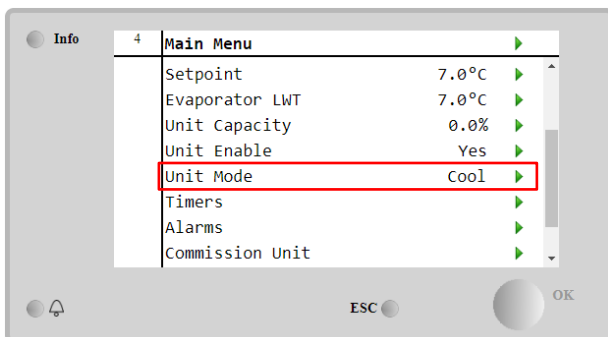 Info
4 Main Menu
Setpoint 7.0°C
Evaporator LWT 7.0°C
Unit Capacity 0.0%
Unit Enable Yes
Unit Mode Cool
Timers
Alarms
Commission Unit
ESC OK